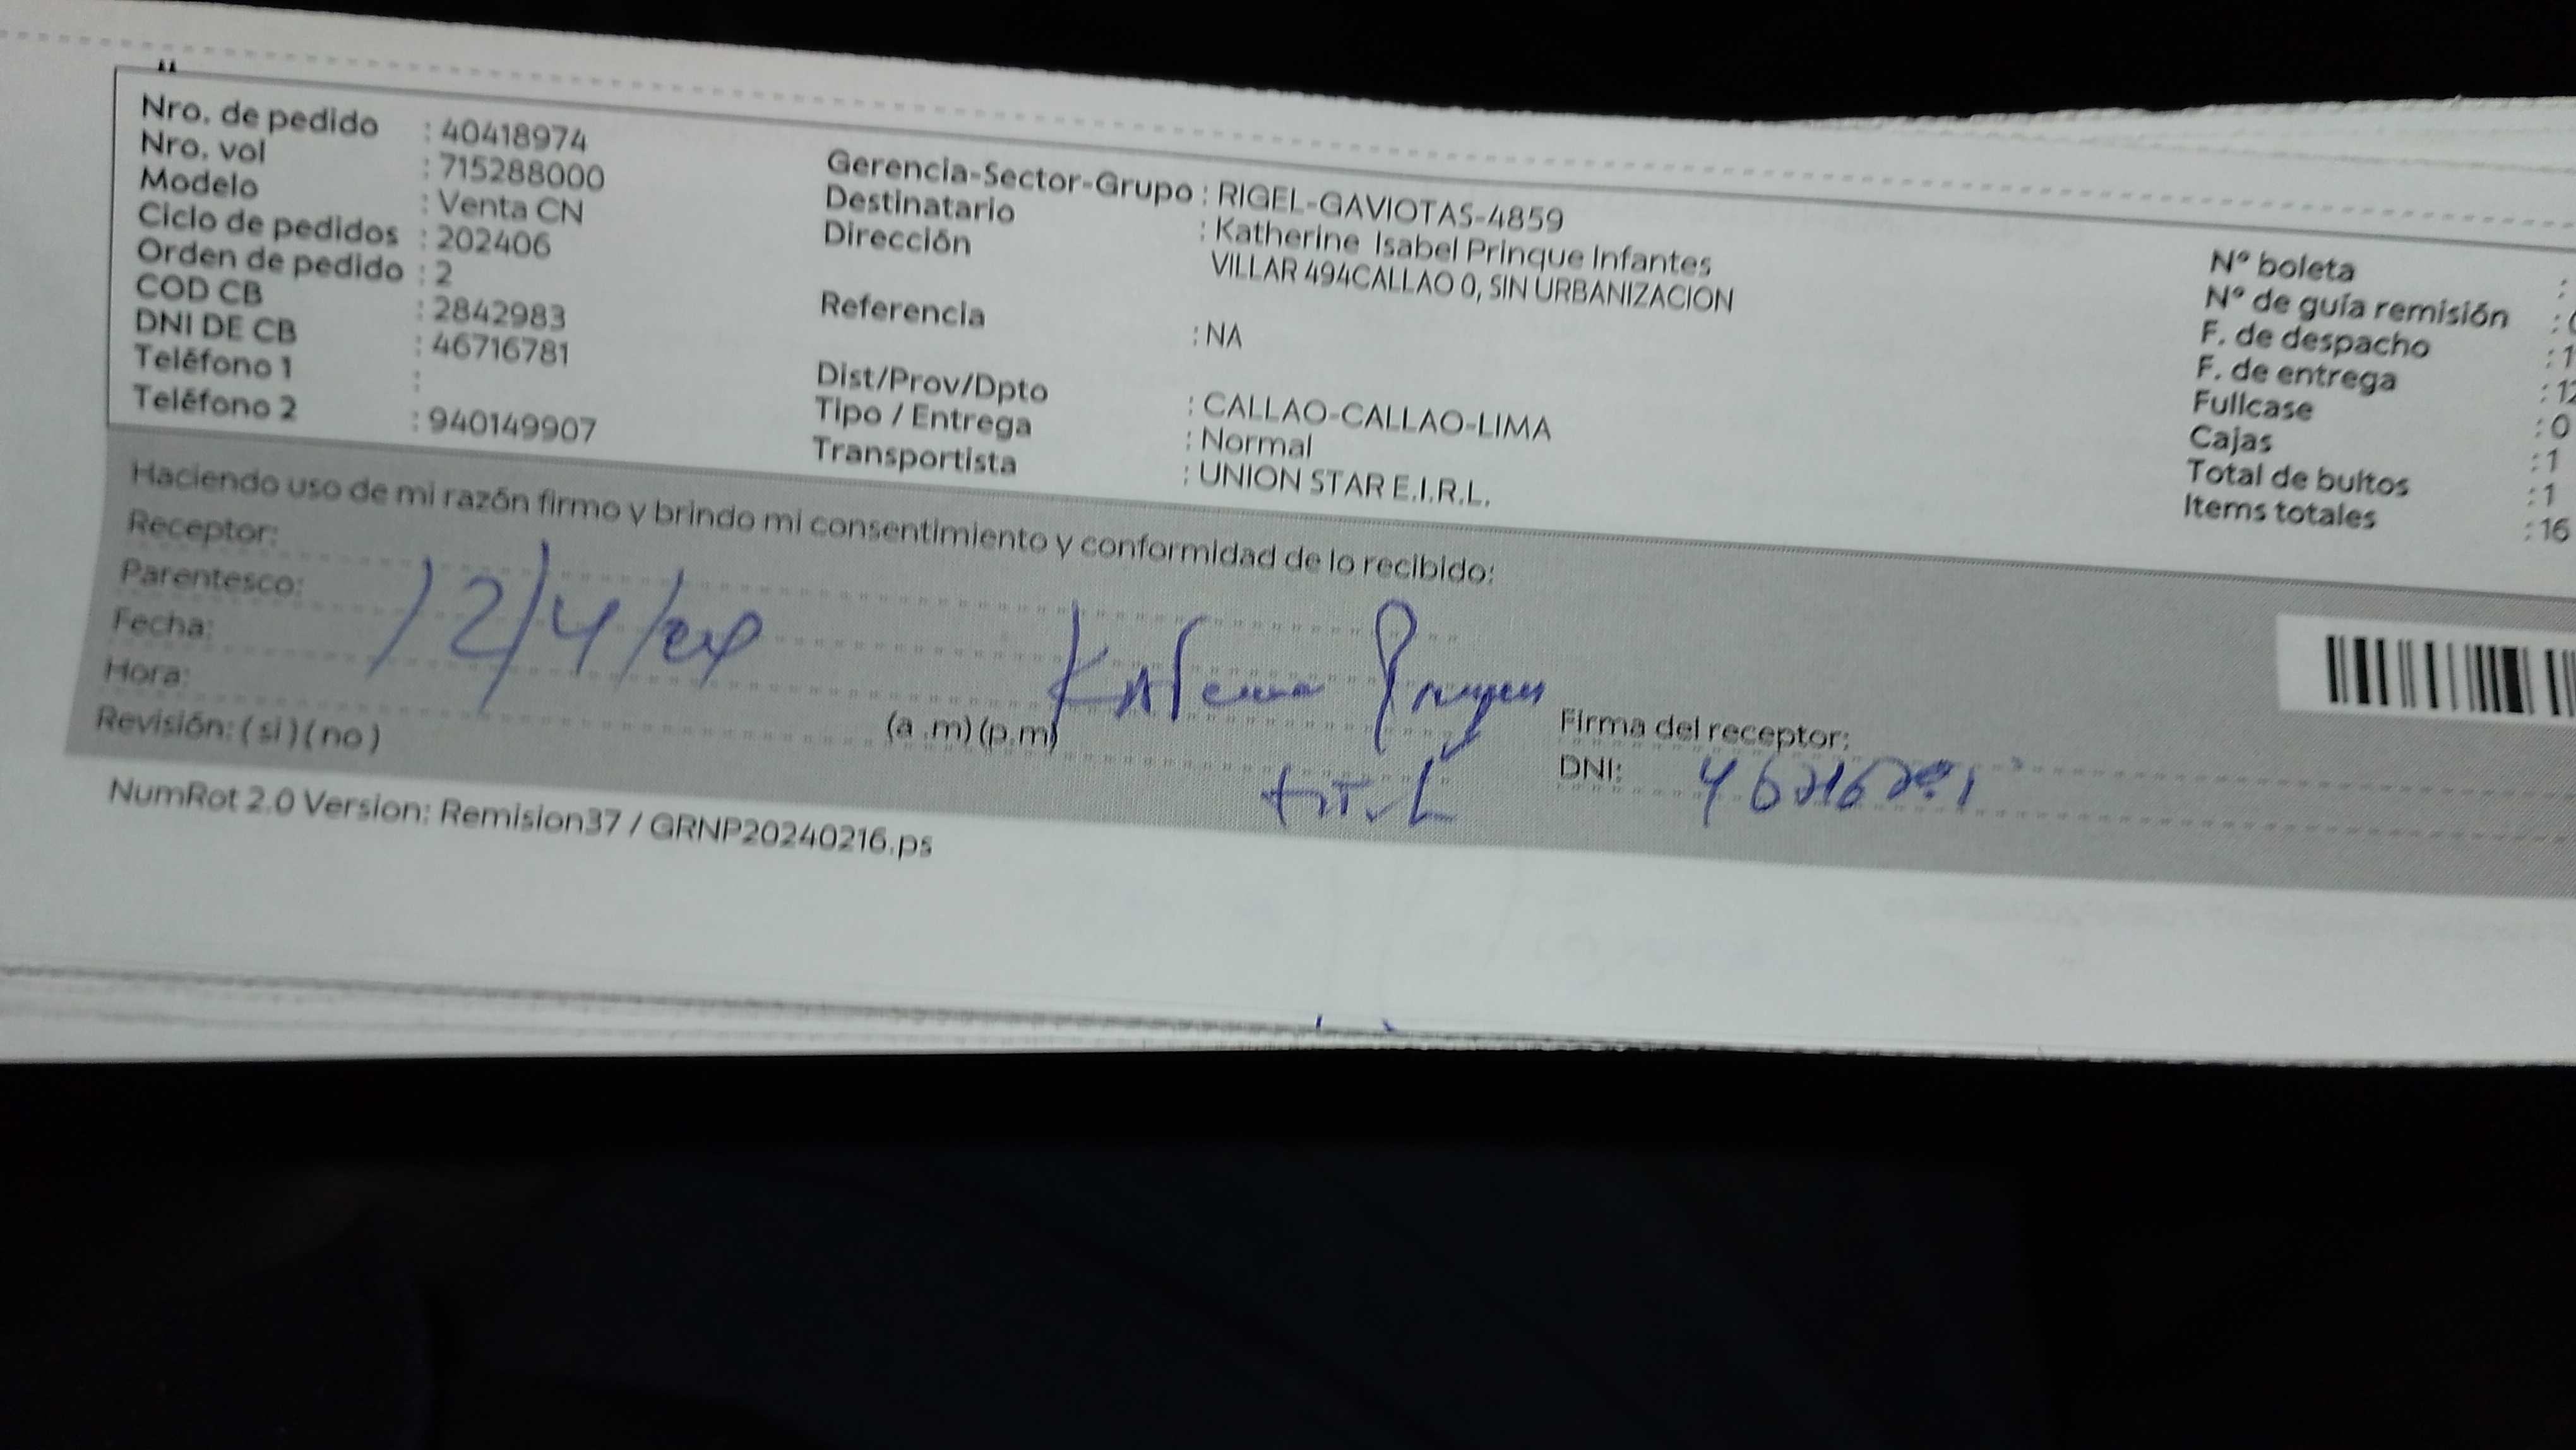 Nro. de pedido : 40418974
Nro. vol : 715288000
Modelo : Venta CN
Ciclo de pedidos : 202406
Orden de pedido : 2
COD CB : 2842983
DNI DE CB : 46716781
Teléfono 1 :
Teléfono 2 : 940149907
Gerencia-Sector-Grupo : RIGEL-GAVIOTAS-4859
Destinatario : Katherine Isabel Prinque Infantes
Dirección VILLAR 494CALLAO 0, SIN URBANIZACION
Referencia : NA
Dist/Prov/Dpto : CALLAO-CALLAO-LIMA
Tipo / Entrega : Normal
Transportista : UNION STAR E.I.R.L.
N° boleta :
N° de guía remisión :
F. de despacho : 1
F. de entrega : 12
Fullcase : 0
Cajas : 1
Total de bultos : 1
Items totales : 16
Haciendo uso de mi razón firmo y brindo mi consentimiento y conformidad de lo recibido:
Receptor:
Parentesco:
Fecha: 12/4/
Hora: (a .m) (p.m)
Revisión: ( si ) ( no )
Firma del receptor:
DNI:
NumRot 2.0 Version: Remision37 / GRNP20240216.ps